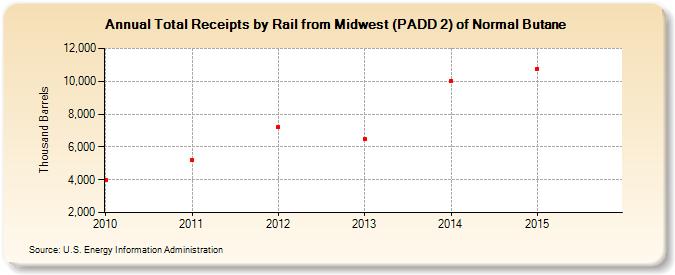 Annual Total Receipts by Rail from Midwest (PADD 2) of Normal Butane
Thousand Barrels
12,000
10,000
8,000
6,000
4,000
2,000
2010 2011 2012 2013 2014 2015
Source: U.S. Energy Information Administration